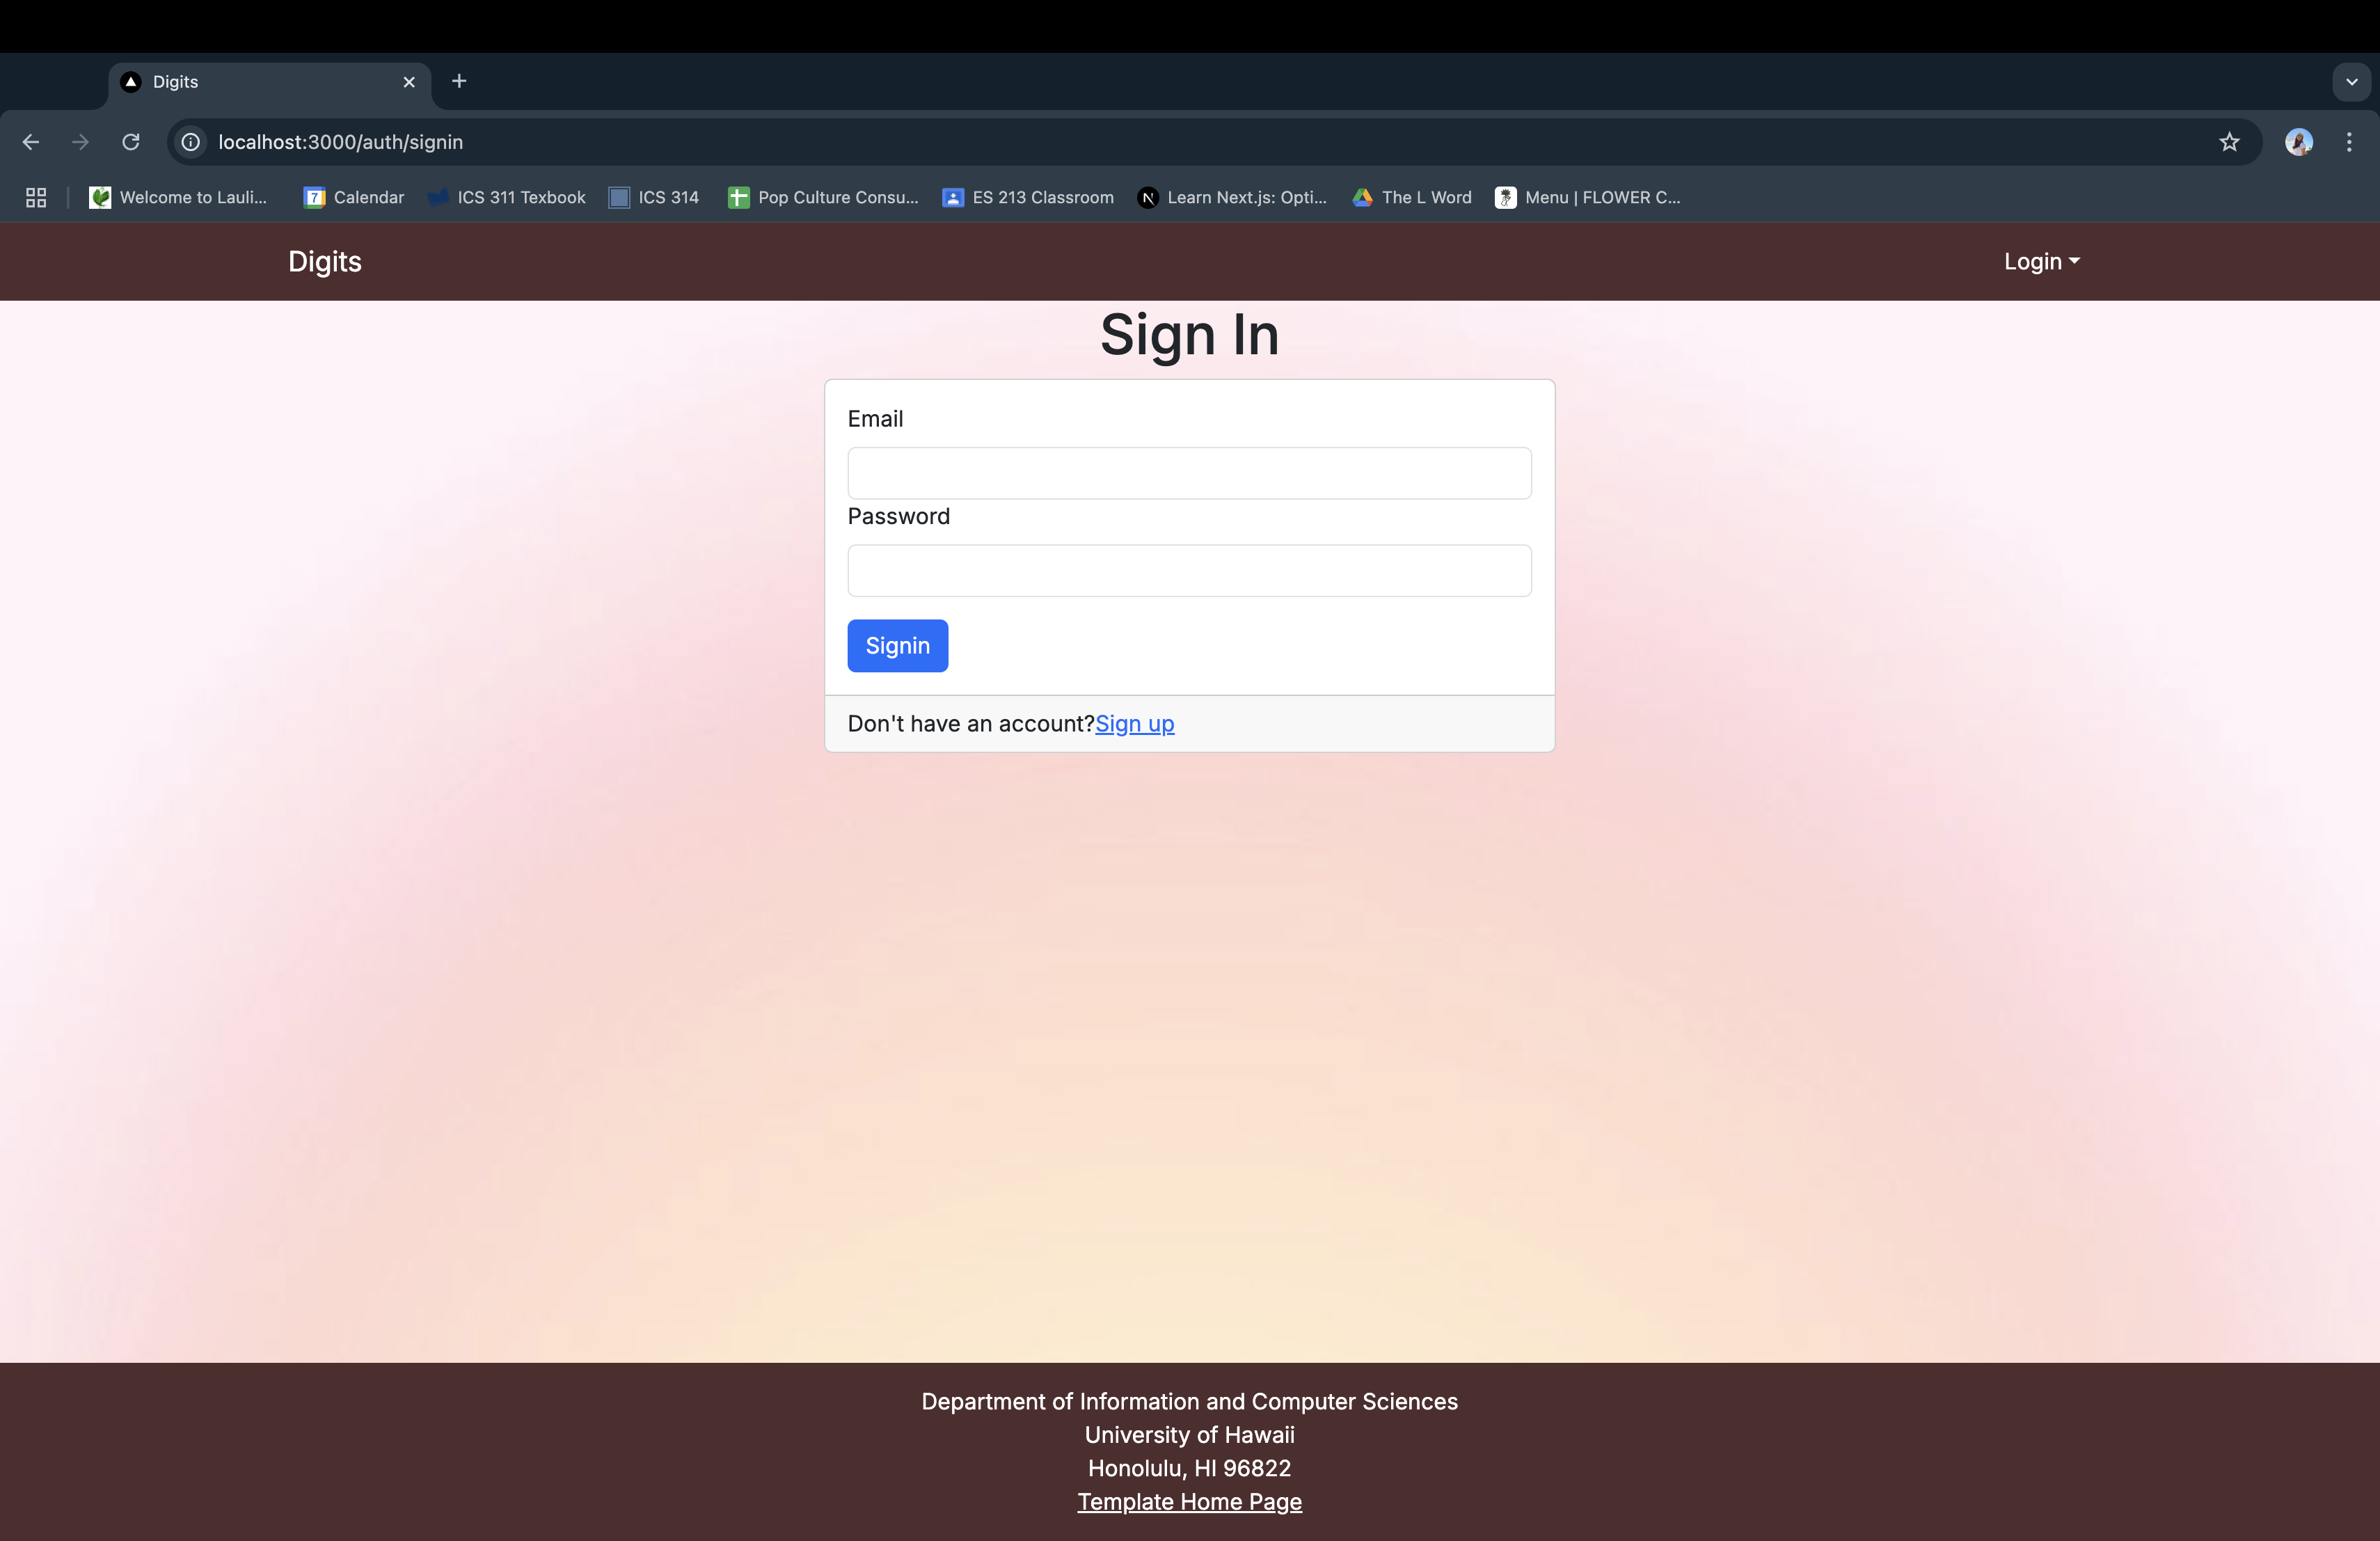 Digits
localhost:3000/auth/signin
Welcome to Lauli...
7
Calendar
ICS 311 Texbook
ICS 314
Pop Culture Consu...
ES 213 Classroom
N
Learn Next.js: Opti...
The L Word
Menu | FLOWER C...
Digits
Login
Sign In
Email
Password
Signin
Don't have an account?Sign up
Department of Information and Computer Sciences
University of Hawaii
Honolulu, HI 96822
Template Home Page